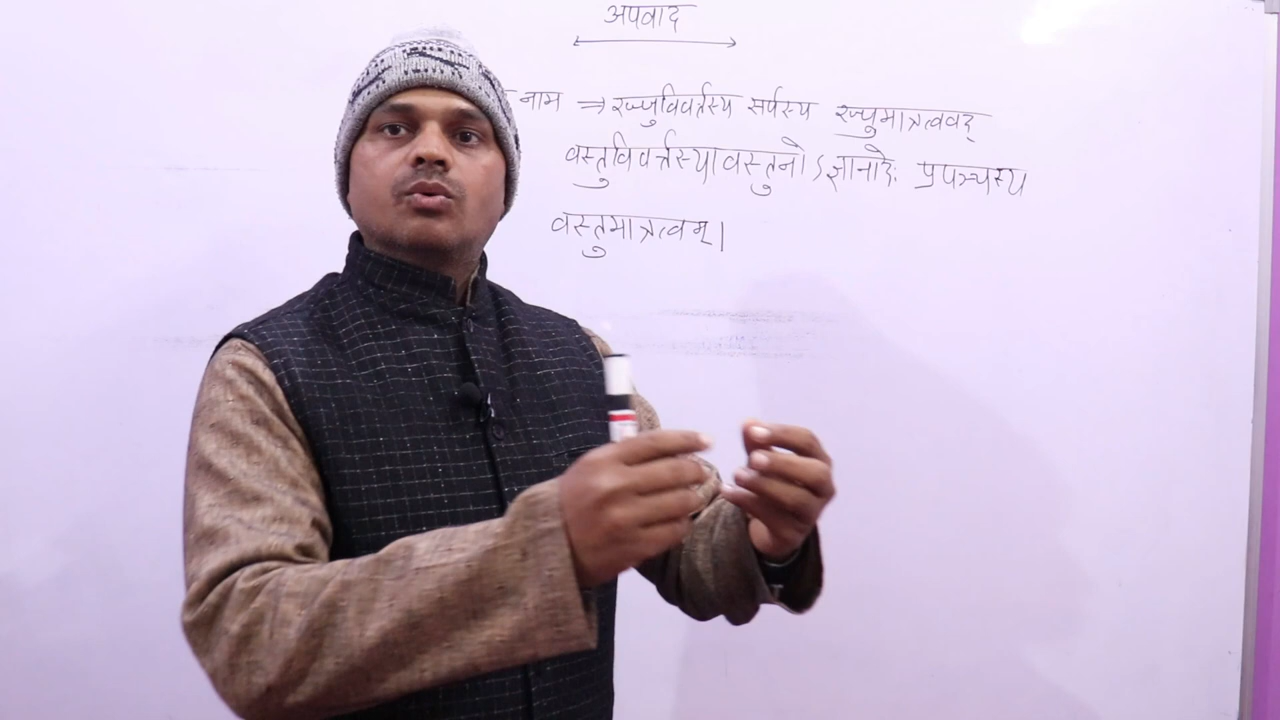 अपवाद
नाम ⇒ रज्जुविवर्त्तस्य सर्पस्य रज्जुमात्रत्ववद्
वस्तुविवर्त्तस्यावस्तुनोऽज्ञानादेः प्रपञ्चस्य
वस्तुमात्रत्वम्।